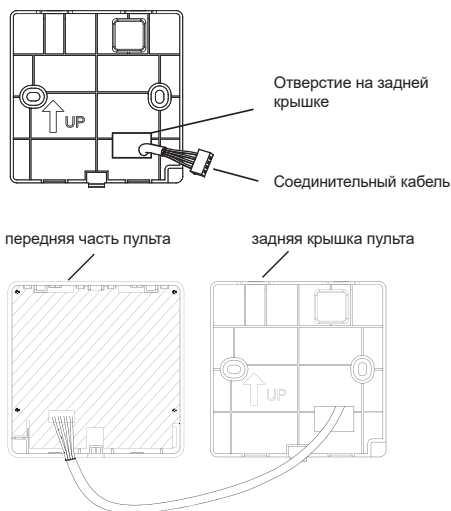 Отверстие на задней
крышке
UP
Соединительный кабель
передняя часть пульта
задняя крышка пульта
UP